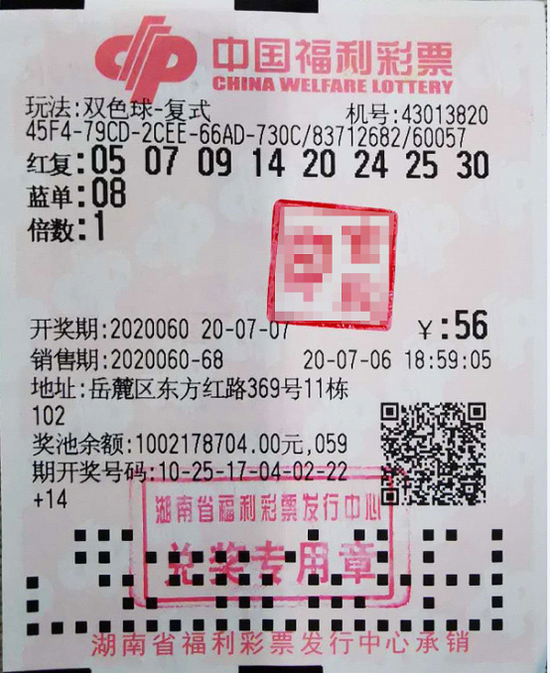 中国福利彩票
CHINA WELFARE LOTTERY
玩法:双色球-复式 机号:43013820
45F4-79CD-2CEE-66AD-730C/83712682/60057
红复:05 07 09 14 20 24 25 30
蓝单:08
倍数:1
开奖期:2020060 20-07-07 ¥:56
销售期:2020060-68 20-07-06 18:59:05
地址:岳麓区东方红路369号11栋
102
奖池余额:1002178704.00元,059
期开奖号码:10-25-17-04-02-22
+14
湖南省福利彩票发行中心
兑奖专用章
湖南省福利彩票发行中心承销